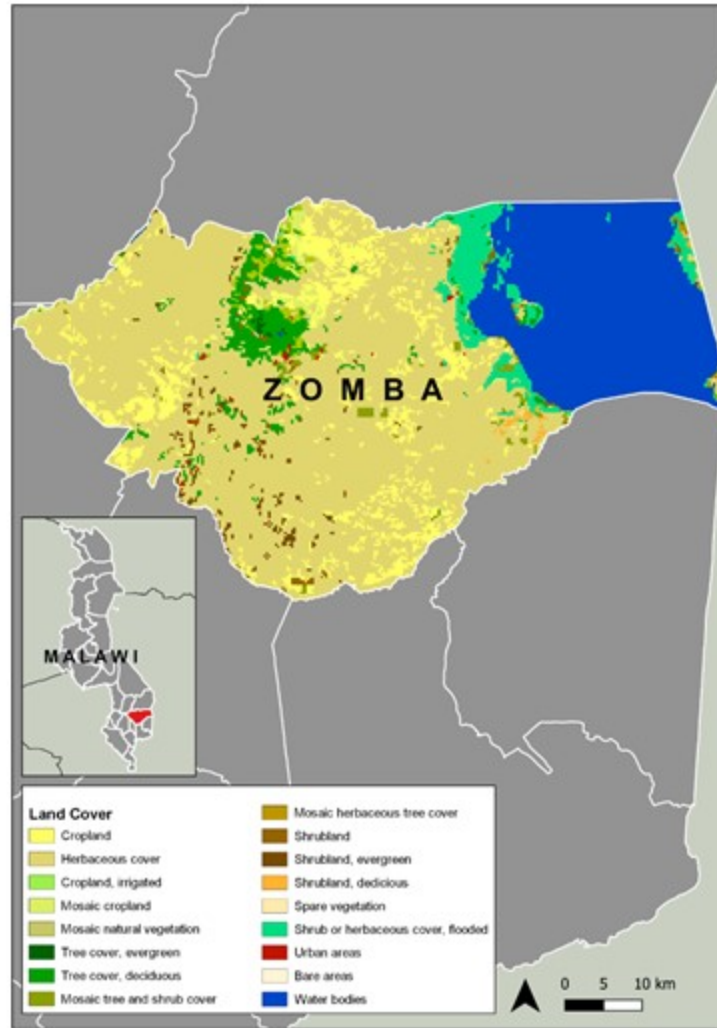 Z O M B A
MALAWI
Land Cover
Cropland
Herbaceous cover
Cropland, irrigated
Mosaic cropland
Mosaic natural vegetation
Tree cover, evergreen
Tree cover, deciduous
Mosaic tree and shrub cover
Mosaic herbaceous tree cover
Shrubland
Shrubland, evergreen
Shrubland, dedicious
Spare vegetation
Shrub or herbaceous cover, flooded
Urban areas
Bare areas
Water bodies
0 5 10 km